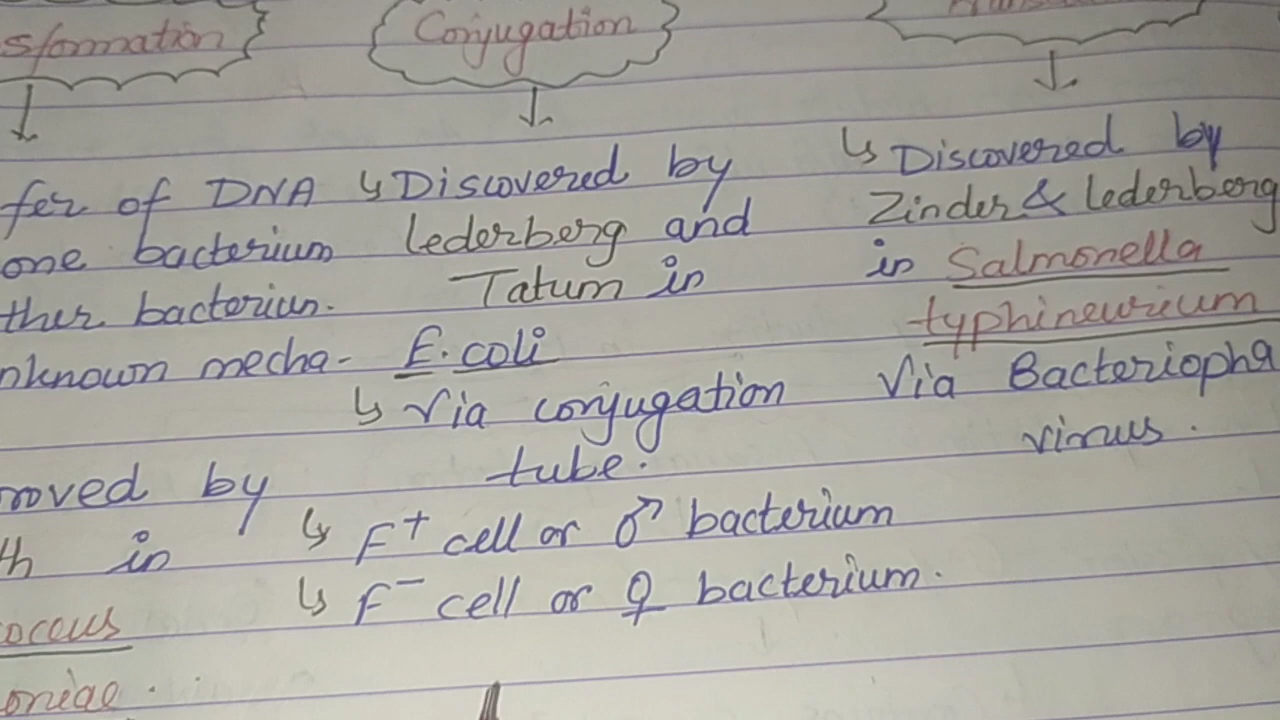 sformation
fer of DNA
one bacterium
ther bacterium.
nknown mecha-
roved by
th in
occus
oniae.
Conjugation
↳ Discovered by
lederberg and
Tatum in
E.coli
↳ Via conjugation
tube.
↳ F+ cell or ♂ bacterium
↳ F- cell or ♀ bacterium.
↳ Discovered by
Zinder & lederberg
in Salmonella
typhineurium
Via Bacteriopha
virus.